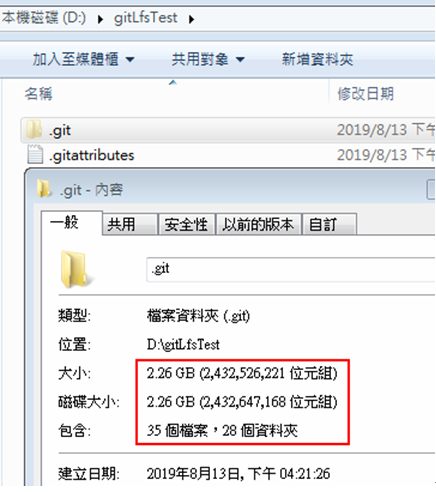 本機磁碟 (D:) ▸ gitLfsTest ▸
加入至媒體櫃 ▼ 共用對象 ▼ 新增資料夾
名稱 修改日期
.git 2019/8/13 下午
.gitattributes 2019/8/13 下午
.git - 內容
一般 共用 安全性 以前的版本 自訂
.git
類型: 檔案資料夾 (.git)
位置: D:\gitLfsTest
大小: 2.26 GB (2,432,526,221 位元組)
磁碟大小: 2.26 GB (2,432,647,168 位元組)
包含: 35 個檔案，28 個資料夾
建立日期: 2019年8月13日, 下午 04:21:26